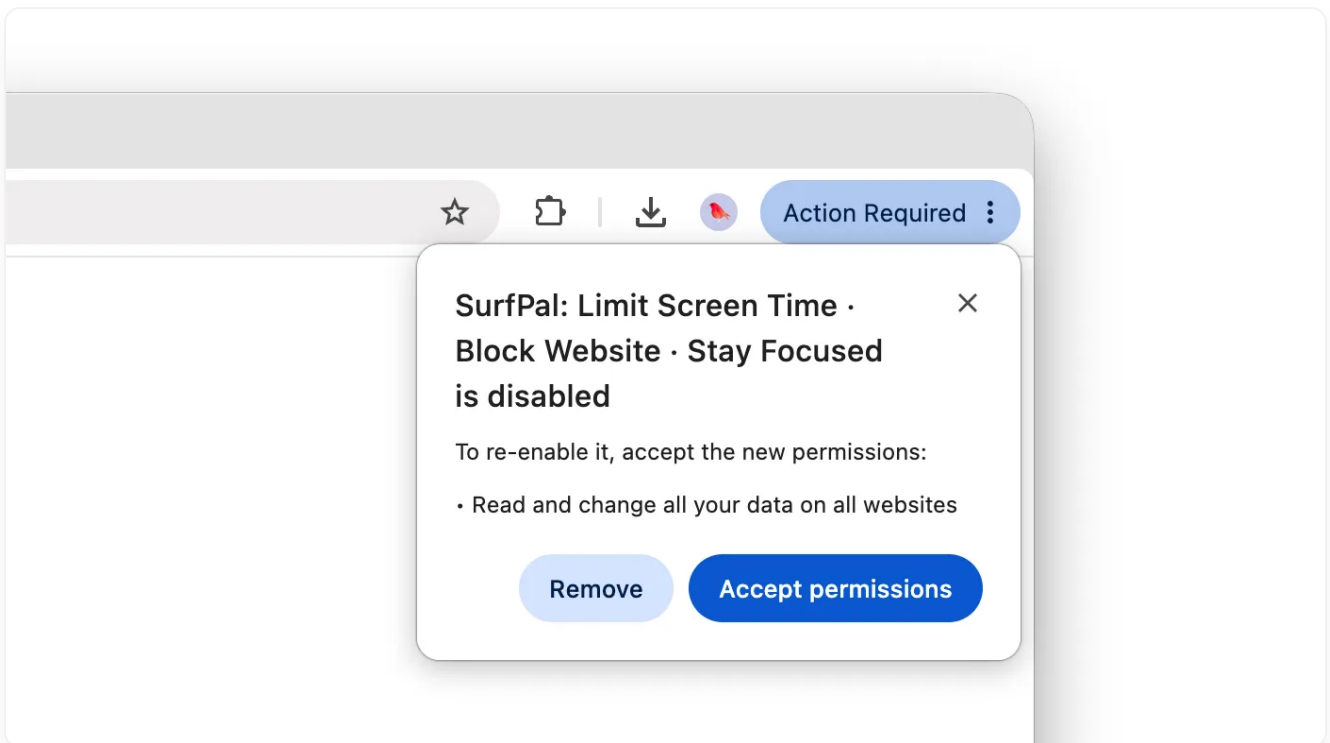 Action Required
SurfPal: Limit Screen Time ·
Block Website · Stay Focused
is disabled
To re-enable it, accept the new permissions:
• Read and change all your data on all websites
Remove
Accept permissions